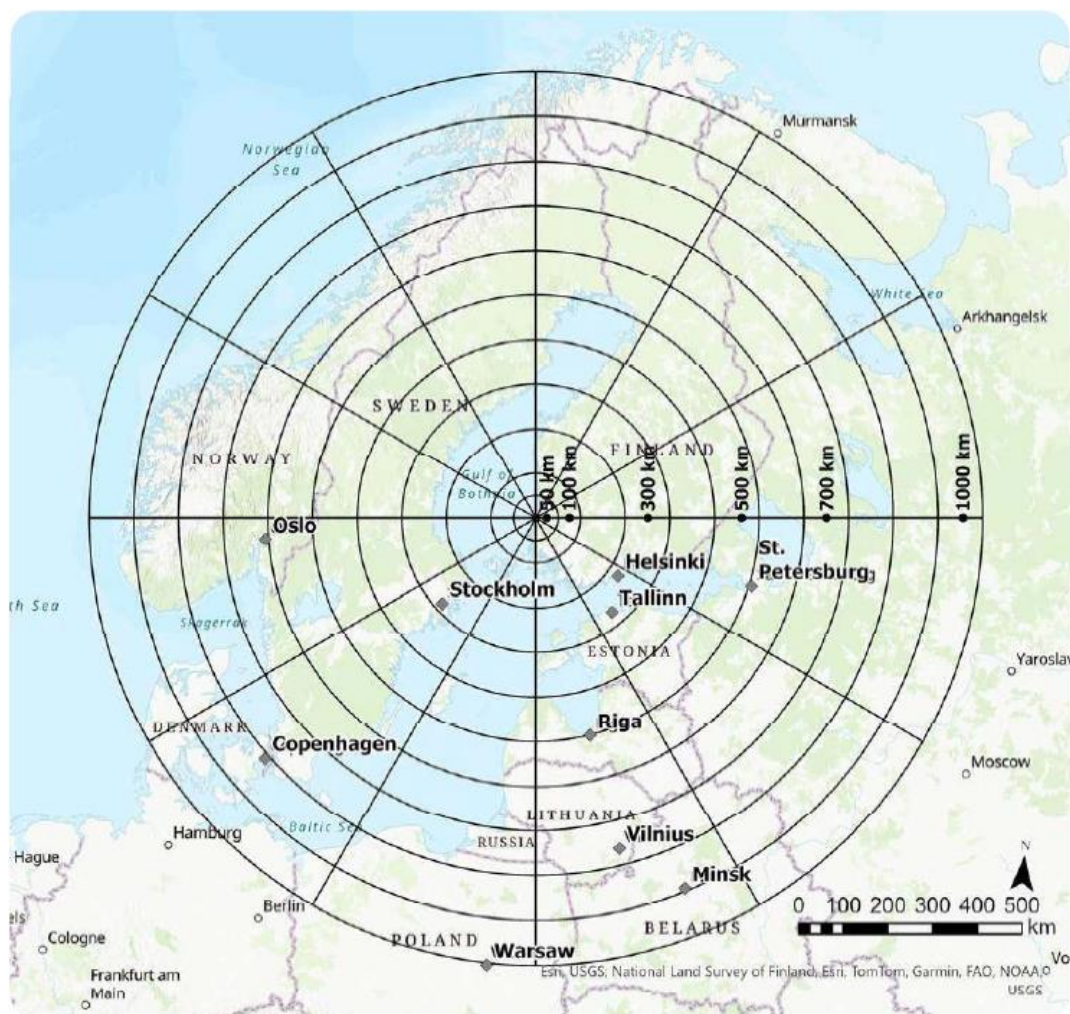 Murmansk
Norwegian
Sea
White Sea
Arkhangelsk
SWEDEN
NORWAY
FINLAND
Gulf of
Bothnia
50 km
100 km
300 km
500 km
700 km
1000 km
Oslo
Helsinki
St.
Petersburg
Stockholm
Tallinn
th Sea
Skagerrak
ESTONIA
Yaroslav
DENMARK
Copenhagen
Riga
Moscow
Hamburg
Baltic Sea
LITHUANIA
RUSSIA
Vilnius
Hague
Minsk
N
Berlin
els
Cologne
POLAND
BELARUS
0 100 200 300 400 500
km
Warsaw
Frankfurt am
Main
Vo
Esri, USGS, National Land Survey of Finland, Esri, TomTom, Garmin, FAO, NOAA,
USGS